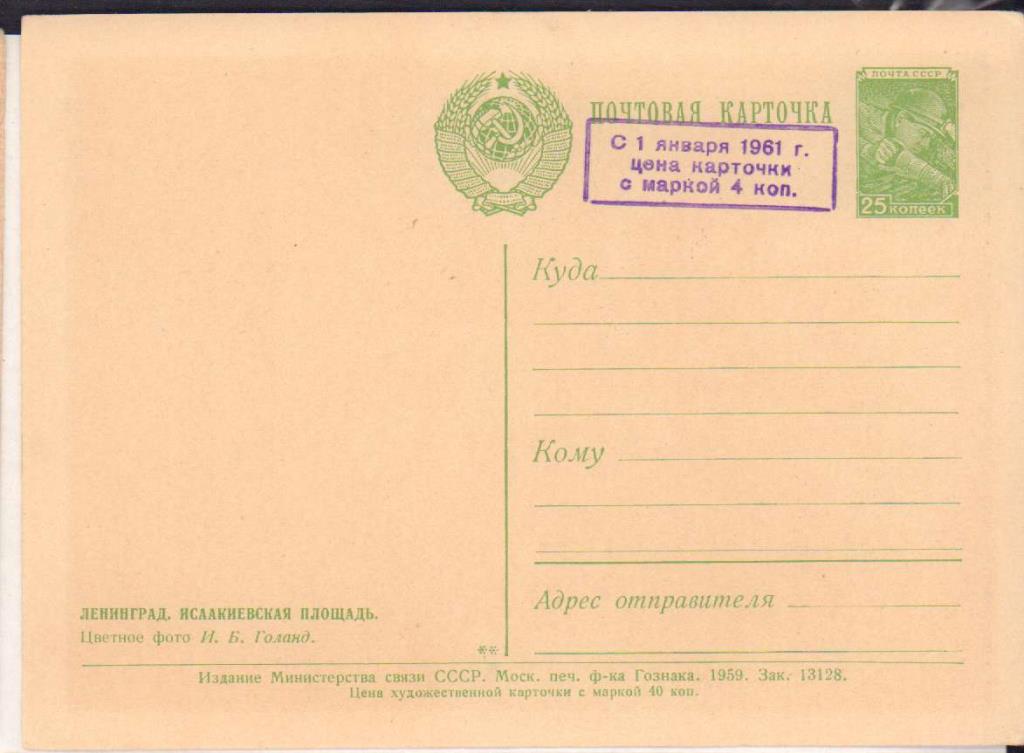 ПОЧТА СССР
ПОЧТОВАЯ КАРТОЧКА
С 1 января 1961 г.
цена карточки
с маркой 4 коп.
25 копеек
Куда
Кому
Адрес отправителя
ЛЕНИНГРАД. ИСААКИЕВСКАЯ ПЛОЩАДЬ.
Цветное фото И. Б. Голанд.
**
Издание Министерства связи СССР. Моск. печ. ф-ка Гознака. 1959. Зак. 13128.
Цена художественной карточки с маркой 40 коп.